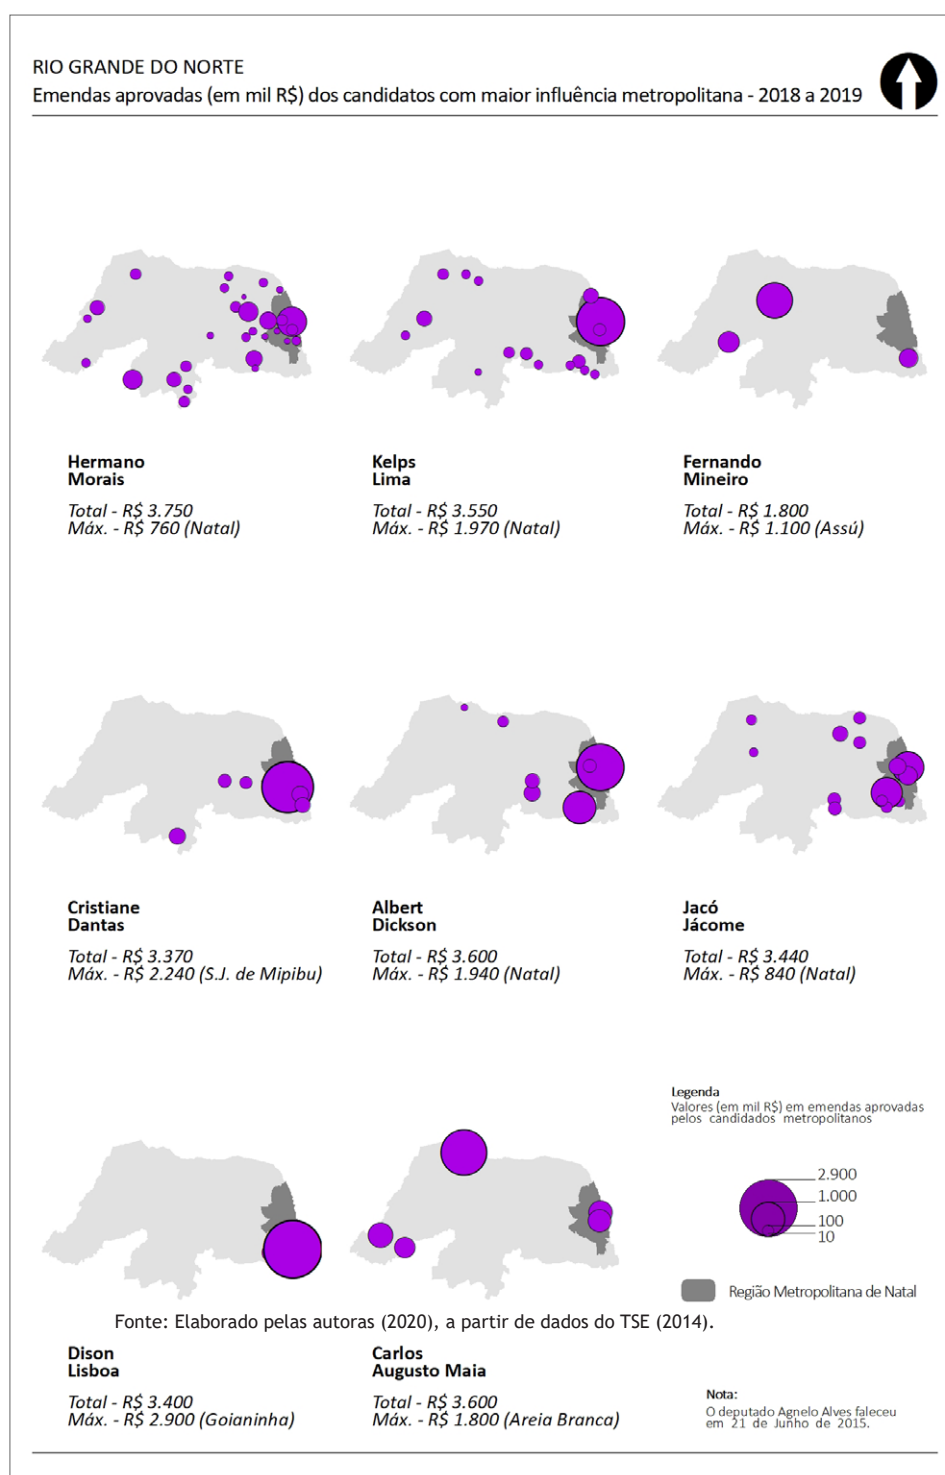 RIO GRANDE DO NORTE
Emendas aprovadas (em mil R$) dos candidatos com maior influência metropolitana - 2018 a 2019
Hermano
Morais
Total - R$ 3.750
Máx. - R$ 760 (Natal)
Kelps
Lima
Total - R$ 3.550
Máx. - R$ 1.970 (Natal)
Fernando
Mineiro
Total - R$ 1.800
Máx. - R$ 1.100 (Assú)
Cristiane
Dantas
Total - R$ 3.370
Máx. - R$ 2.240 (S.J. de Mipibu)
Albert
Dickson
Total - R$ 3.600
Máx. - R$ 1.940 (Natal)
Jacó
Jácome
Total - R$ 3.440
Máx. - R$ 840 (Natal)
Legenda
Valores (em mil R$) em emendas aprovadas
pelos candidados metropolitanos
2.900
1.000
100
10
Região Metropolitana de Natal
Fonte: Elaborado pelas autoras (2020), a partir de dados do TSE (2014).
Dison
Lisboa
Total - R$ 3.400
Máx. - R$ 2.900 (Goianinha)
Carlos
Augusto Maia
Total - R$ 3.600
Máx. - R$ 1.800 (Areia Branca)
Nota:
O deputado Agnelo Alves faleceu
em 21 de Junho de 2015.